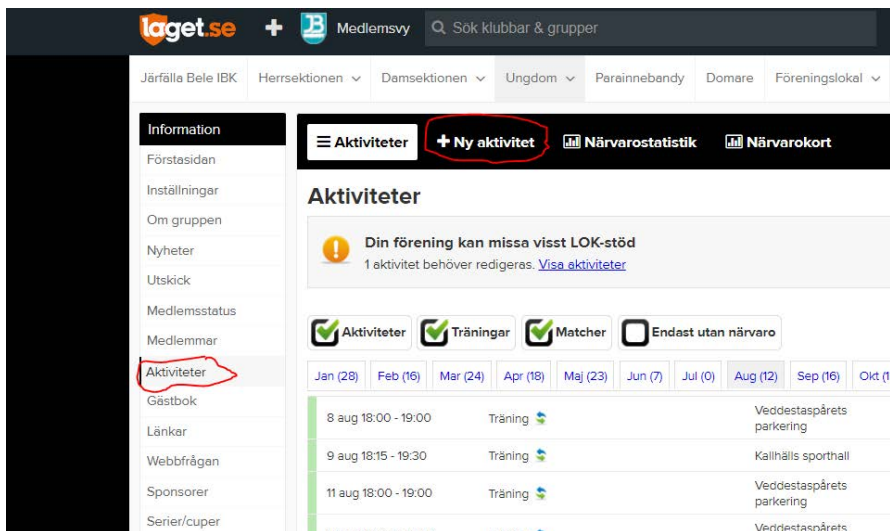 laget.se + JB Medlemsvy Sök klubbar & grupper
Järfälla Bele IBK Herrsektionen Damsektionen Ungdom Parainnebandy Domare Föreningslokal
Information
Förstasidan
Inställningar
Om gruppen
Nyheter
Utskick
Medlemsstatus
Medlemmar
Aktiviteter
Gästbok
Länkar
Webbfrågan
Sponsorer
Serier/cuper
Aktiviteter + Ny aktivitet Närvarostatistik Närvarokort
Aktiviteter
Din förening kan missa visst LOK-stöd
1 aktivitet behöver redigeras. Visa aktiviteter
Aktiviteter Träningar Matcher Endast utan närvaro
Jan (28) Feb (16) Mar (24) Apr (18) Maj (23) Jun (7) Jul (0) Aug (12) Sep (16) Okt
8 aug 18:00 - 19:00 Träning Veddestaspårets
parkering
9 aug 18:15 - 19:30 Träning Kallhälls sporthall
11 aug 18:00 - 19:00 Träning Veddestaspårets
parkering
Veddestaspårets